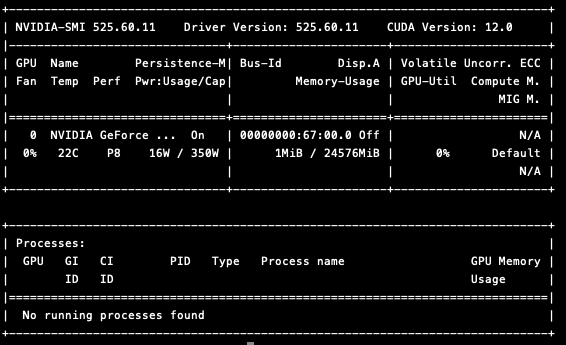 NVIDIA-SMI 525.60.11    Driver Version: 525.60.11    CUDA Version: 12.0
GPU  Name        Persistence-M| Bus-Id        Disp.A | Volatile Uncorr. ECC
Fan  Temp  Perf  Pwr:Usage/Cap|         Memory-Usage | GPU-Util  Compute M.
MIG M.
0  NVIDIA GeForce ...  On   | 00000000:67:00.0 Off |                  N/A
0%   22C    P8    16W / 350W |      1MiB / 24576MiB |      0%      Default
N/A
Processes:
GPU   GI   CI        PID   Type   Process name                  GPU Memory
ID   ID                                                   Usage
No running processes found